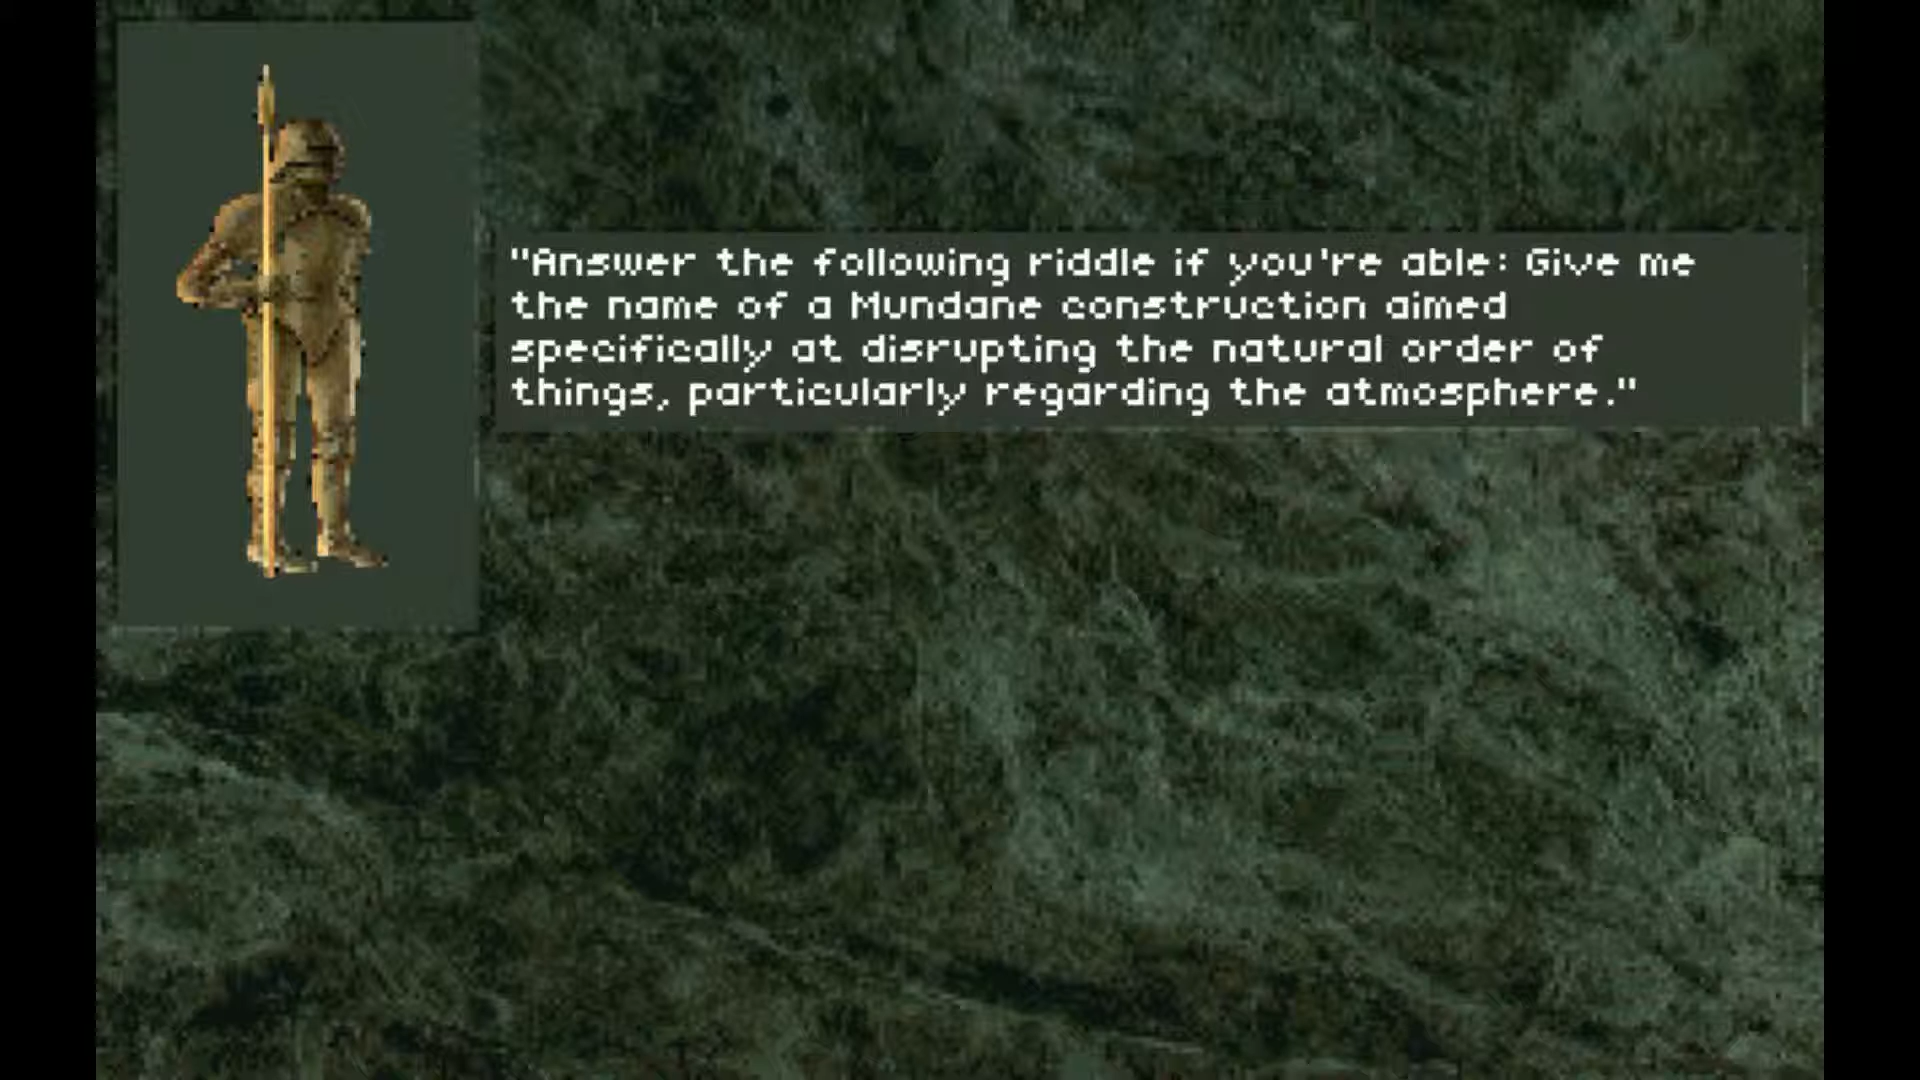 "Answer the following riddle if you're able: Give me
the name of a Mundane construction aimed
specifically at disrupting the natural order of
things, particularly regarding the atmosphere."